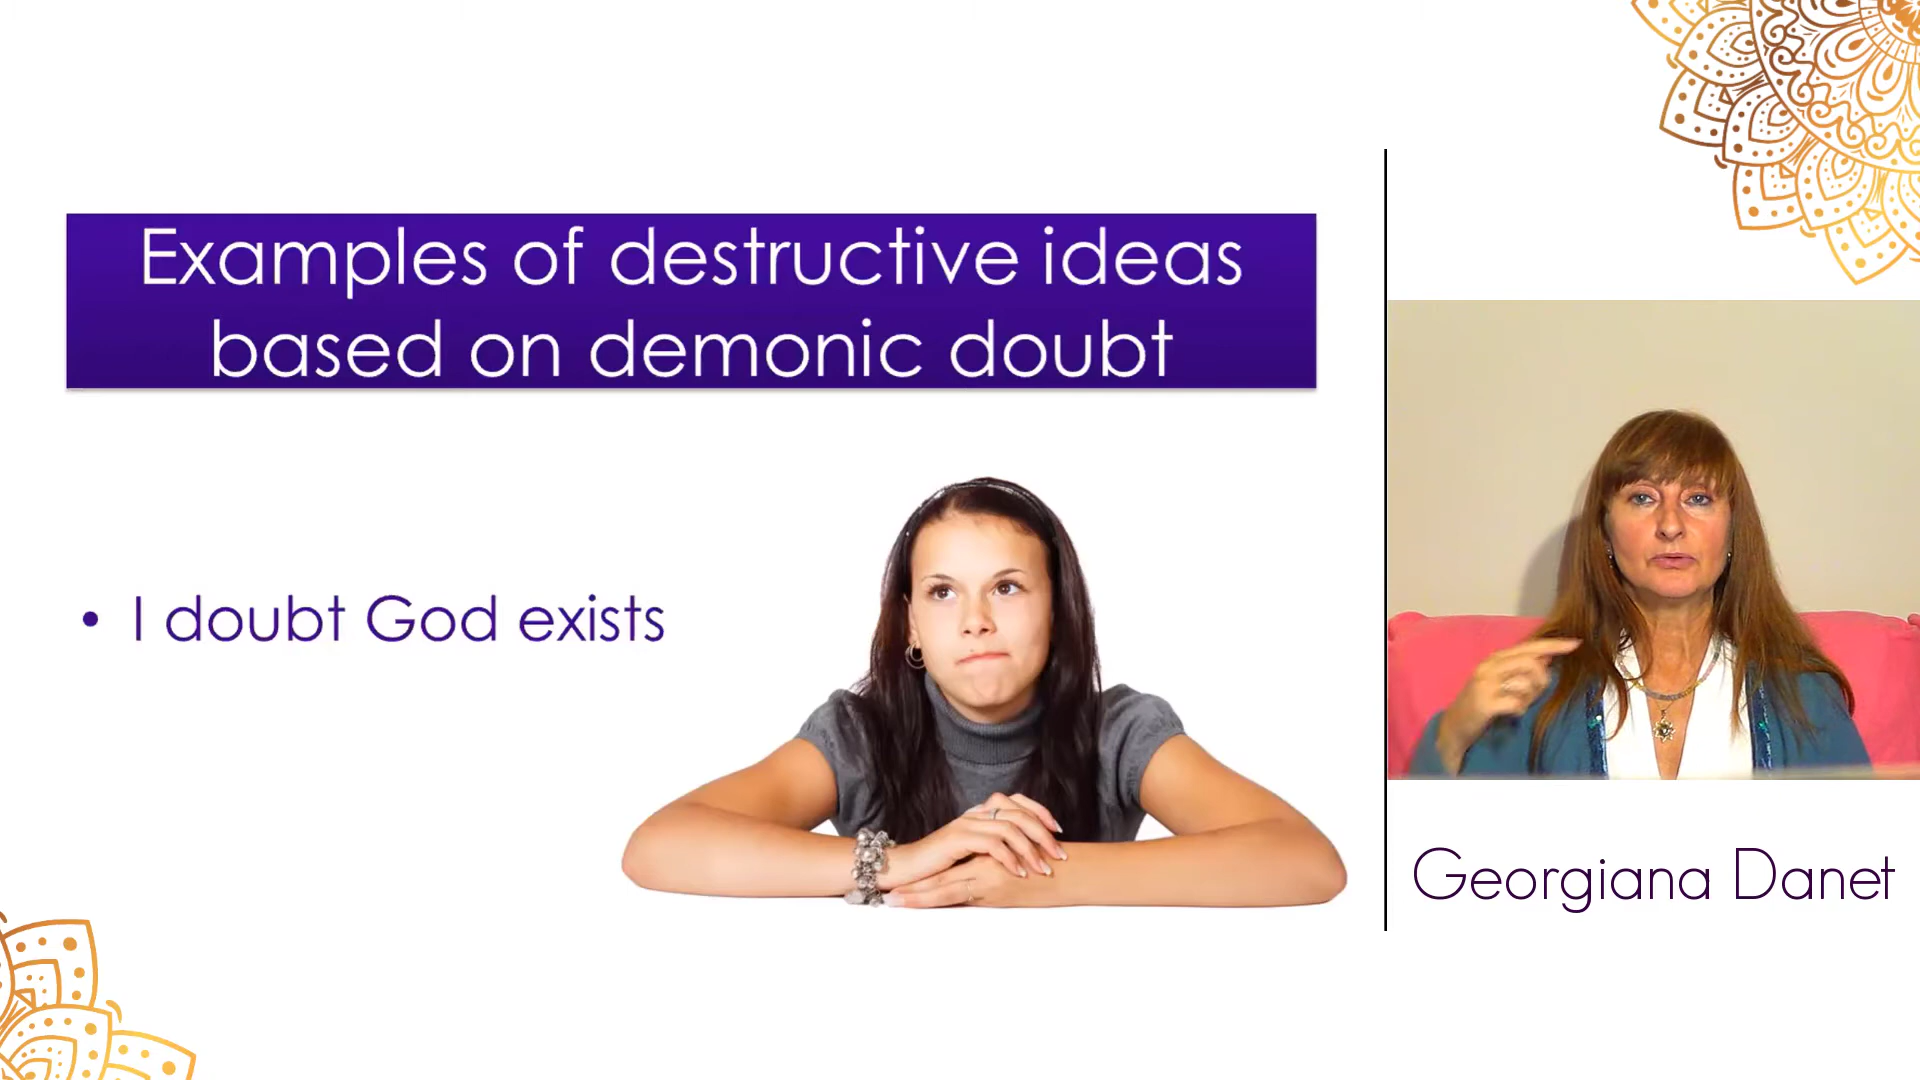 Examples of destructive ideas
based on demonic doubt
• I doubt God exists
Georgiana Danet